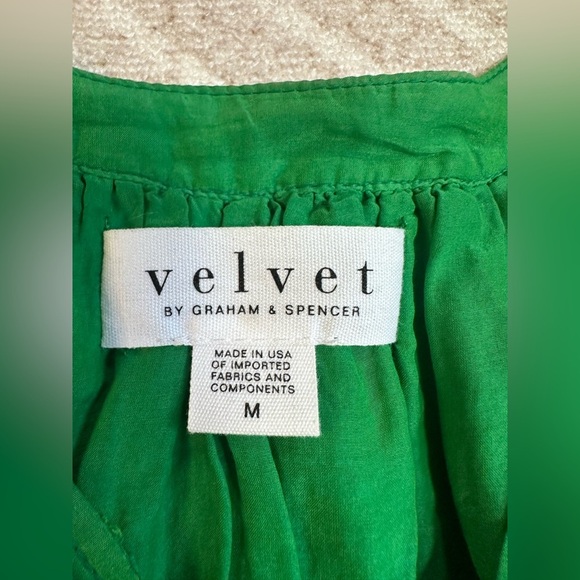 velvet
BY GRAHAM & SPENCER
MADE IN USA
OF IMPORTED
FABRICS AND
COMPONENTS
M